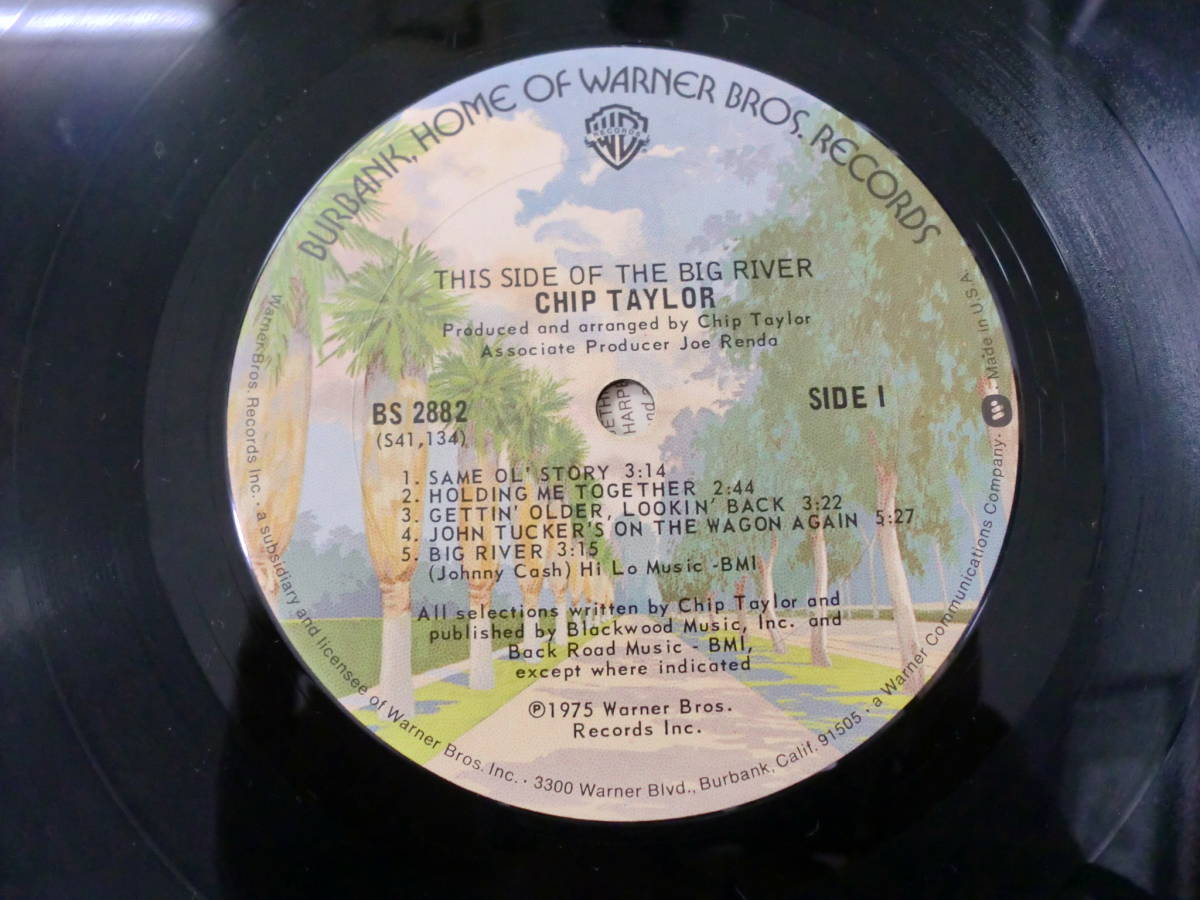 BURBANK, HOME OF WARNER BROS. RECORDS
RECORDS
THIS SIDE OF THE BIG RIVER
CHIP TAYLOR
Produced and arranged by Chip Taylor
Associate Producer Joe Renda
BS 2882
(S41,134)
SIDE 1
1. SAME OL' STORY 3:14
2. HOLDING ME TOGETHER 2:44
3. GETTIN' OLDER, LOOKIN' BACK 3:22
4. JOHN TUCKER'S ON THE WAGON AGAIN 5:27
5. BIG RIVER 3:15
(Johnny Cash) Hi Lo Music -BMI
All selections written by Chip Taylor and
published by Blackwood Music, Inc. and
Back Road Music - BMI,
except where indicated
℗1975 Warner Bros.
Records Inc.
Warner Bros. Records Inc. · a subsidiary and licensee of Warner Bros. Inc. · 3300 Warner Blvd., Burbank, Calif. 91505 · a Warner Communications Company · Made in U.S.A.